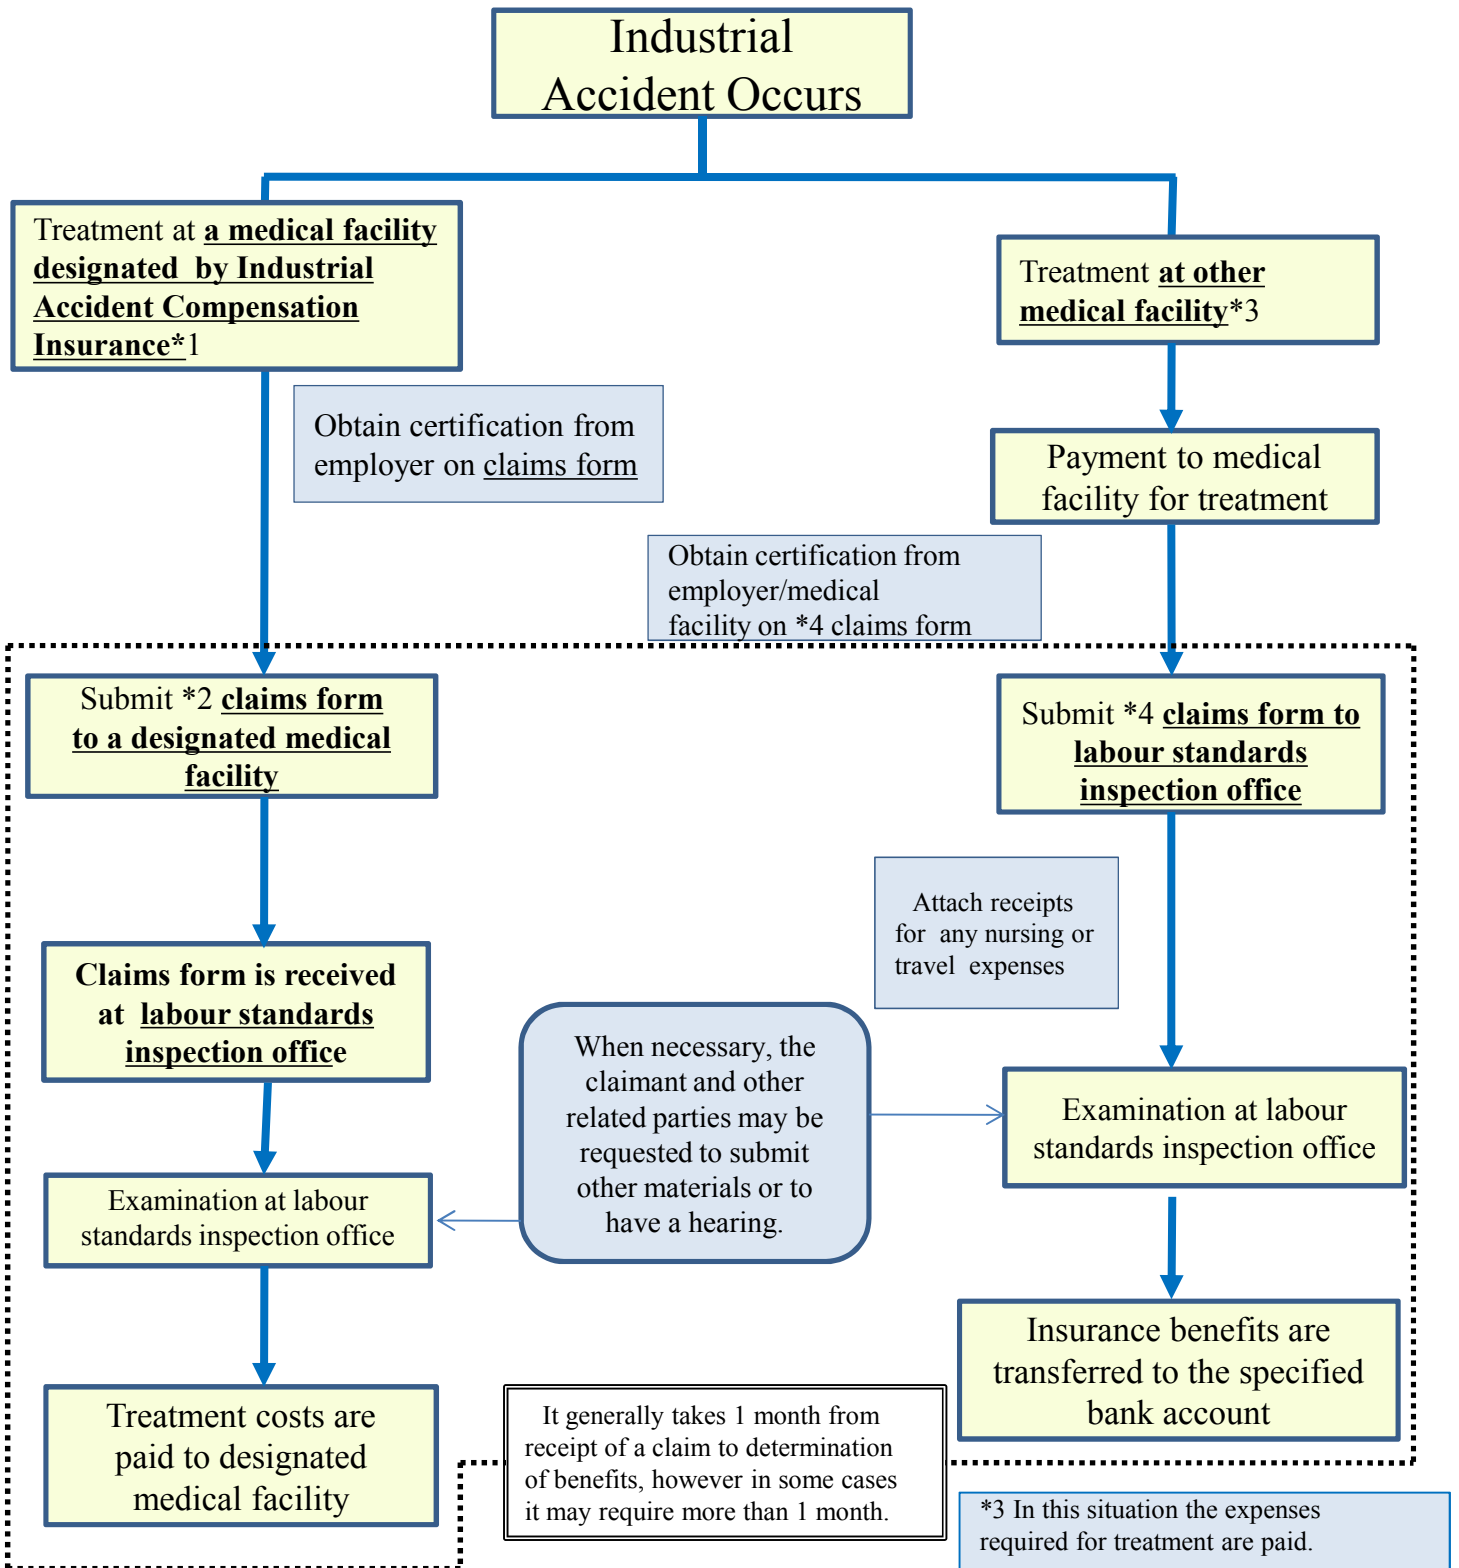 Industrial
Accident Occurs
Treatment at a medical facility
designated by Industrial
Accident Compensation
Insurance*1
Treatment at other
medical facility*3
Obtain certification from
employer on claims form
Payment to medical
facility for treatment
Obtain certification from
employer/medical
facility on *4 claims form
Submit *2 claims form
to a designated medical
facility
Submit *4 claims form to
labour standards
inspection office
Attach receipts
for any nursing or
travel expenses
Claims form is received
at labour standards
inspection office
When necessary, the
claimant and other
related parties may be
requested to submit
other materials or to
have a hearing.
Examination at labour
standards inspection office
Examination at labour
standards inspection office
Insurance benefits are
transferred to the specified
bank account
Treatment costs are
paid to designated
medical facility
It generally takes 1 month from
receipt of a claim to determination
of benefits, however in some cases
it may require more than 1 month.
*3 In this situation the expenses
required for treatment are paid.